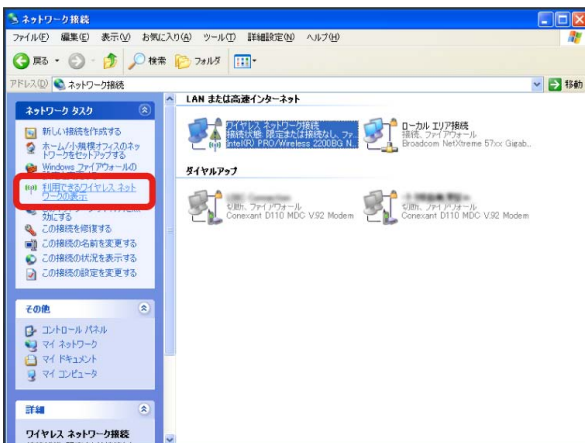 ネットワーク接続
ファイル(F) 編集(E) 表示(V) お気に入り(A) ツール(T) 詳細設定(N) ヘルプ(H)
戻る 検索 フォルダ
アドレス(D) ネットワーク接続 移動
ネットワーク タスク
新しい接続を作成する
ホーム/小規模オフィスのネッ
トワークをセットアップする
Windows ファイアウォールの
利用できるワイヤレス ネット
ワークの表示
効にする
この接続を修復する
この接続の名前を変更する
この接続の状況を表示する
この接続の設定を変更する
その他
コントロール パネル
マイ ネットワーク
マイ ドキュメント
マイ コンピュータ
詳細
ワイヤレス ネットワーク接続
LAN または高速インターネット
ワイヤレス ネットワーク接続
接続状態: 限定または接続なし、ファ...
Intel(R) PRO/Wireless 2200BG N...
ローカル エリア接続
接続、ファイアウォール
Broadcom NetXtreme 57xx Gigab...
ダイヤルアップ
切断、ファイアウォール
Conexant D110 MDC V.92 Modem
切断、ファイアウォール
Conexant D110 MDC V.92 Modem